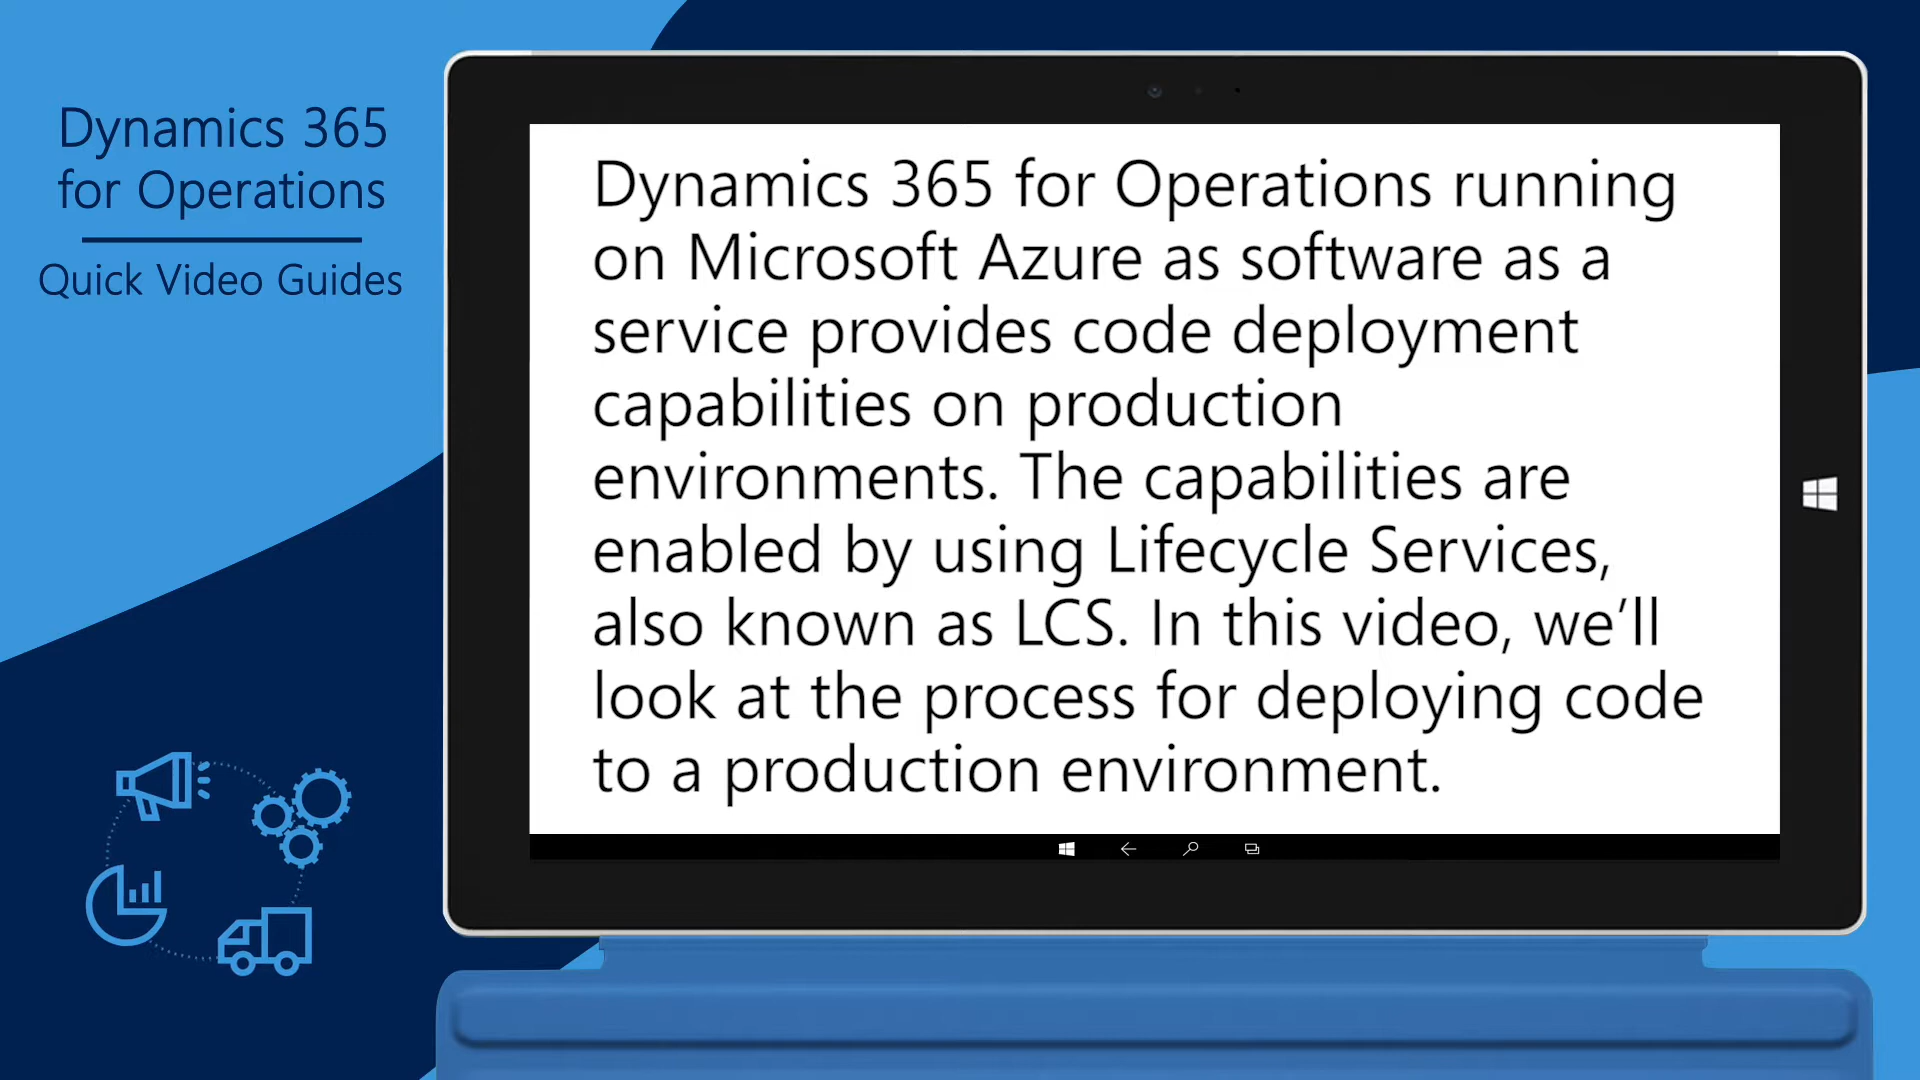 Dynamics 365
for Operations
Quick Video Guides
Dynamics 365 for Operations running
on Microsoft Azure as software as a
service provides code deployment
capabilities on production
environments. The capabilities are
enabled by using Lifecycle Services,
also known as LCS. In this video, we’ll
look at the process for deploying code
to a production environment.